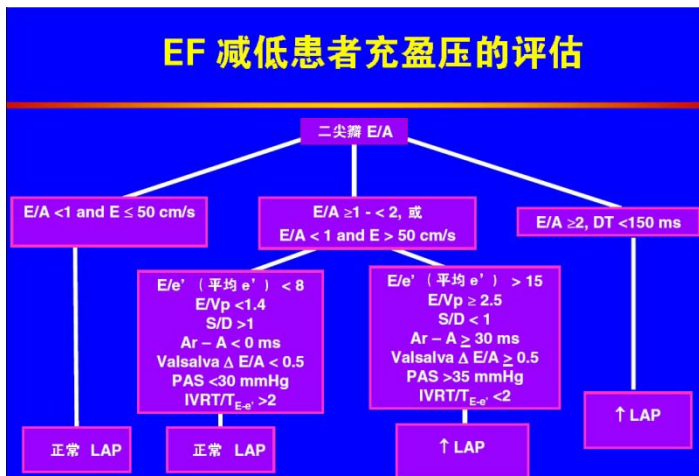 EF 减低患者充盈压的评估
二尖瓣 E/A
E/A <1 and E ≤ 50 cm/s
E/A ≥1 - < 2, 或
E/A < 1 and E > 50 cm/s
E/A ≥2, DT <150 ms
E/e’ （平均 e’）< 8
E/Vp <1.4
S/D >1
Ar – A < 0 ms
Valsalva Δ E/A < 0.5
PAS <30 mmHg
IVRT/T_E-e’ >2
E/e’ （平均 e’）> 15
E/Vp ≥ 2.5
S/D < 1
Ar – A ≥ 30 ms
Valsalva Δ E/A ≥ 0.5
PAS >35 mmHg
IVRT/T_E-e’ <2
正常 LAP
正常 LAP
↑ LAP
↑ LAP